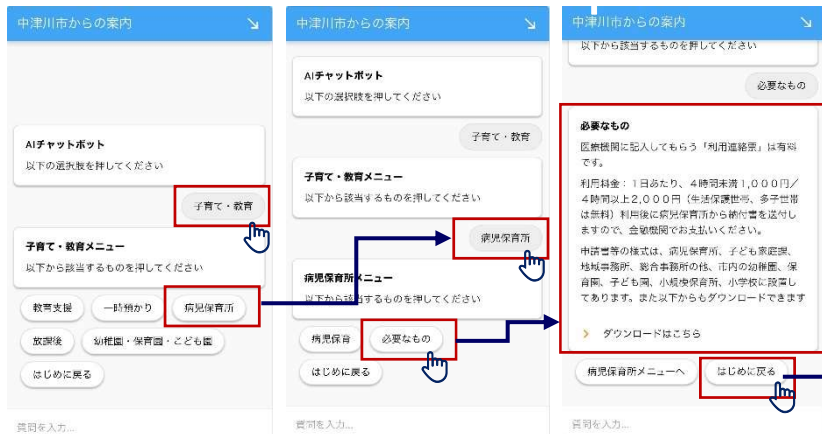 中津川市からの案内
AIチャットボット
以下の選択肢を押してください
子育て・教育
子育て・教育メニュー
以下から該当するものを押してください
教育支援
一時預かり
病児保育所
放課後
幼稚園・保育園・こども園
はじめに戻る
質問を入力...
中津川市からの案内
AIチャットボット
以下の選択肢を押してください
子育て・教育
子育て・教育メニュー
以下から該当するものを押してください
病児保育所
病児保育所メニュー
以下から該当するものを押してください
病児保育
必要なもの
はじめに戻る
質問を入力...
中津川市からの案内
以下から該当するものを押してください
必要なもの
必要なもの
医療機関に記入してもらう「利用連絡票」は有料
です。
利用料金：1日あたり、4時間未満1,000円／
4時間以上2,000円（生活保護世帯、多子世帯
は無料）利用後に病児保育所から納付書を送付し
ますので、金融機関でお支払いください。
申請書等の様式は、病児保育所、子ども家庭課、
地域事務所、総合事務所の他、市内の幼稚園、保
育園、子ども園、小規模保育所、小学校に設置し
てあります。また以下からもダウンロードできます
ダウンロードはこちら
病児保育所メニューへ
はじめに戻る
質問を入力...